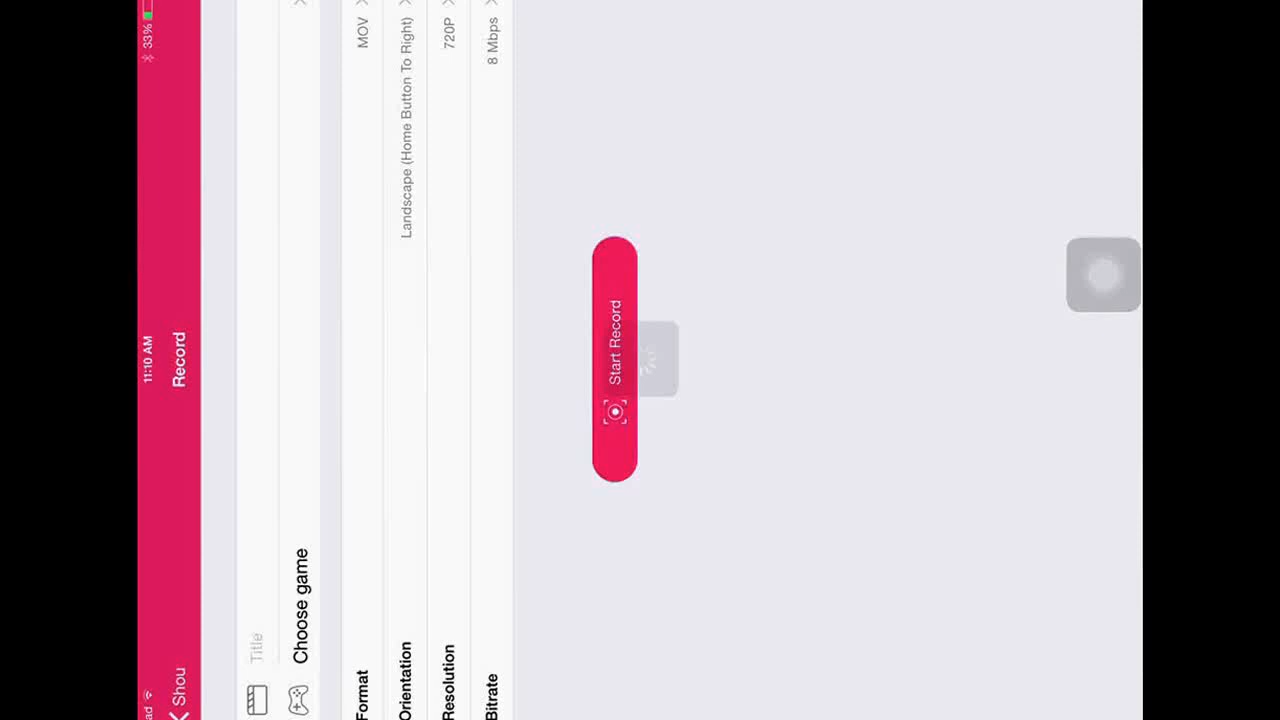 ad 11:10 AM 33%
Shou Record
Title
Choose game
Format MOV
Orientation Landscape (Home Button To Right)
Resolution 720P
Bitrate 8 Mbps
Start Record